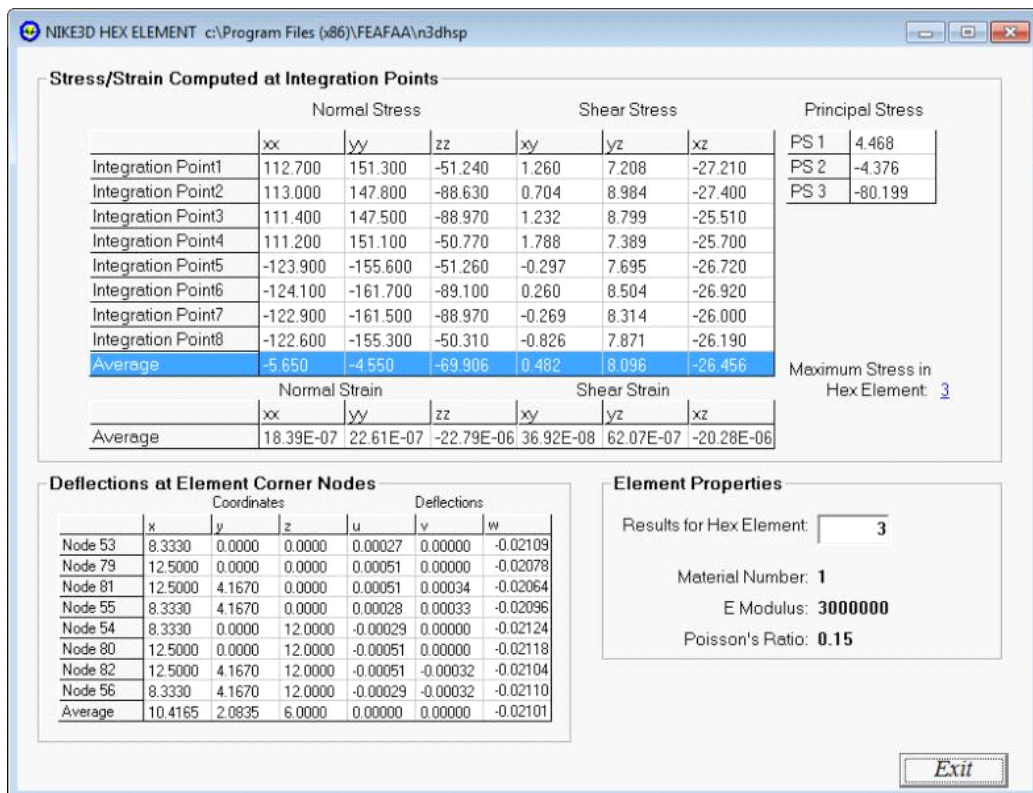 NIKE3D HEX ELEMENT c:\Program Files (x86)\FEAFAA\n3dhsp
Stress/Strain Computed at Integration Points
Normal Stress Shear Stress Principal Stress
xx yy zz xy yz xz PS 1 4.468
Integration Point1 112.700 151.300 -51.240 1.260 7.208 -27.210 PS 2 -4.376
Integration Point2 113.000 147.800 -88.630 0.704 8.984 -27.400 PS 3 -80.199
Integration Point3 111.400 147.500 -88.970 1.232 8.799 -25.510
Integration Point4 111.200 151.100 -50.770 1.788 7.389 -25.700
Integration Point5 -123.900 -155.600 -51.260 -0.297 7.695 -26.720
Integration Point6 -124.100 -161.700 -89.100 0.260 8.504 -26.920
Integration Point7 -122.900 -161.500 -88.970 -0.269 8.314 -26.000
Integration Point8 -122.600 -155.300 -50.310 -0.826 7.871 -26.190
Average -5.650 -4.550 -69.906 0.482 8.096 -26.456
Maximum Stress in
Hex Element: 3
Normal Strain Shear Strain
xx yy zz xy yz xz
Average 18.39E-07 22.61E-07 -22.79E-06 36.92E-08 62.07E-07 -20.28E-06
Deflections at Element Corner Nodes
Coordinates Deflections
x y z u v w
Node 53 8.3330 0.0000 0.0000 0.00027 0.00000 -0.02109
Node 79 12.5000 0.0000 0.0000 0.00051 0.00000 -0.02078
Node 81 12.5000 4.1670 0.0000 0.00051 0.00034 -0.02064
Node 55 8.3330 4.1670 0.0000 0.00028 0.00033 -0.02096
Node 54 8.3330 0.0000 12.0000 -0.00029 0.00000 -0.02124
Node 80 12.5000 0.0000 12.0000 -0.00051 0.00000 -0.02118
Node 82 12.5000 4.1670 12.0000 -0.00051 -0.00032 -0.02104
Node 56 8.3330 4.1670 12.0000 -0.00029 -0.00032 -0.02110
Average 10.4165 2.0835 6.0000 0.00000 0.00000 -0.02101
Element Properties
Results for Hex Element: 3
Material Number: 1
E Modulus: 3000000
Poisson's Ratio: 0.15
Exit